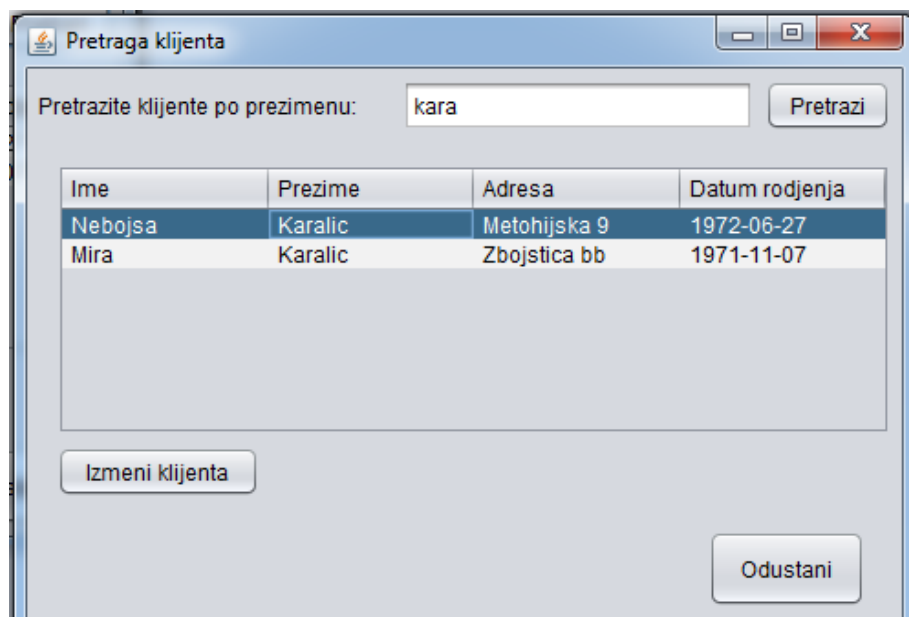 Pretraga klijenta
Pretrazite klijente po prezimenu: kara Pretrazi
Ime Prezime Adresa Datum rodjenja
Nebojsa Karalic Metohijska 9 1972-06-27
Mira Karalic Zbojstica bb 1971-11-07
Izmeni klijenta
Odustani